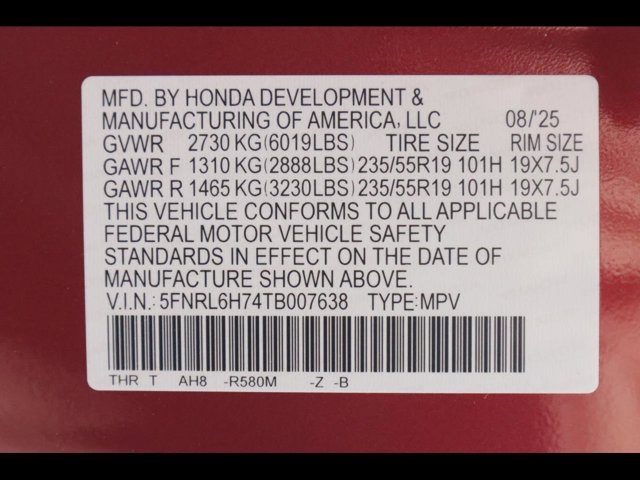 MFD. BY HONDA DEVELOPMENT &
MANUFACTURING OF AMERICA, LLC 08/'25
GVWR 2730 KG(6019LBS) TIRE SIZE RIM SIZE
GAWR F 1310 KG(2888LBS) 235/55R19 101H 19X7.5J
GAWR R 1465 KG(3230LBS) 235/55R19 101H 19X7.5J
THIS VEHICLE CONFORMS TO ALL APPLICABLE
FEDERAL MOTOR VEHICLE SAFETY
STANDARDS IN EFFECT ON THE DATE OF
MANUFACTURE SHOWN ABOVE.
V.I.N.: 5FNRL6H74TB007638 TYPE:MPV
THR T AH8 -R580M -Z -B